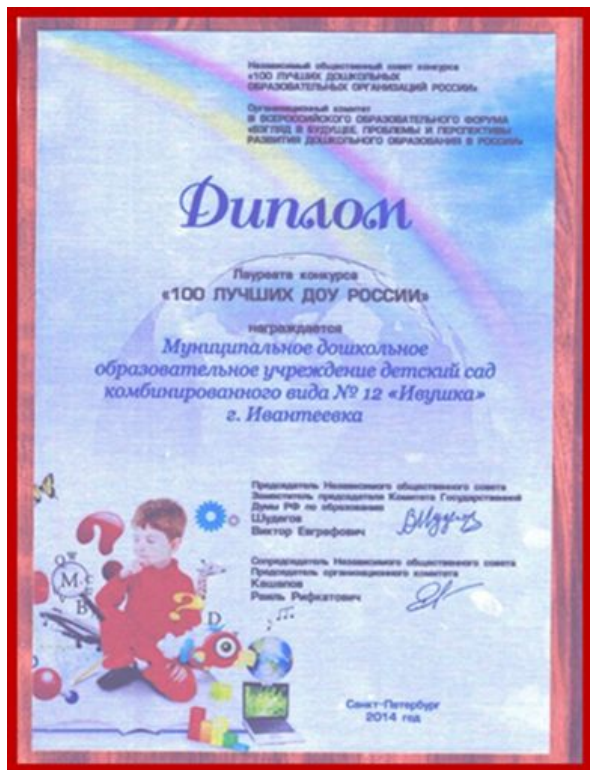 Независимый общественный совет конкурса
«100 ЛУЧШИХ ДОШКОЛЬНЫХ
ОБРАЗОВАТЕЛЬНЫХ ОРГАНИЗАЦИЙ РОССИИ»
Организационный комитет
III ВСЕРОССИЙСКОГО ОБРАЗОВАТЕЛЬНОГО ФОРУМА
«ВЗГЛЯД В БУДУЩЕЕ. ПРОБЛЕМЫ И ПЕРСПЕКТИВЫ
РАЗВИТИЯ ДОШКОЛЬНОГО ОБРАЗОВАНИЯ В РОССИИ»
Диплом
Лауреата конкурса
«100 ЛУЧШИХ ДОУ РОССИИ»
награждается
Муниципальное дошкольное
образовательное учреждение детский сад
комбинированного вида № 12 «Ивушка»
г. Ивантеевка
Председатель Независимого общественного совета
Заместитель председателя Комитета Государственной
Думы РФ по образованию
Шудегов
Виктор Евграфович
Сопредседатель Независимого общественного совета
Председатель организационного комитета
Кашапов
Раиль Рифкатович
M
B
D
Санкт-Петербург
2014 год